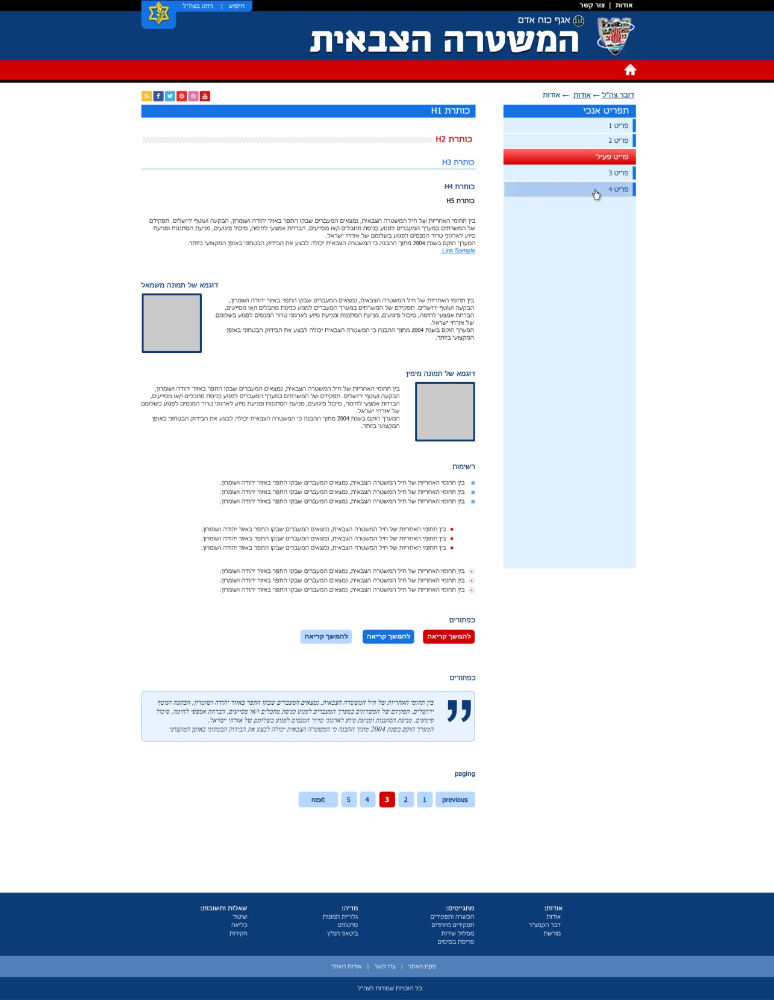 אודות | צור קשר
חיפוש | ניווט בצה"ל
אגף כוח אדם
המשטרה הצבאית
דובר צה"ל ← אודות ← אודות
תפריט אנכי
פריט 1
פריט 2
פריט פעיל
פריט 3
פריט 4
כותרת H1
כותרת H2
כותרת H3
כותרת H4
כותרת H5
בין תחומי האחריות של חיל המשטרה הצבאית, נמצאים המעברים שבקו התפר באזור יהודה ושומרון, הבקעה ועוטף ירושלים. תפקידם
של המשרתים במערך המעברים למנוע כניסת מחבלים ו/או מסייעים, הברחת אמצעי לחימה, סיכול פיגועים, מניעת הסתננות ומניעת
סיוע לארגוני טרור המנסים לפגוע בשלומם של אזרחי ישראל.
המערך הוקם בשנת 2004 מתוך ההבנה כי המשטרה הצבאית יכולה לבצע את הבידוק הבטחוני באופן המקצועי ביותר.
Link Sample
דוגמא של תמונה משמאל
בין תחומי האחריות של חיל המשטרה הצבאית, נמצאים המעברים שבקו התפר באזור יהודה ושומרון,
הבקעה ועוטף ירושלים. תפקידם של המשרתים במערך המעברים למנוע כניסת מחבלים ו/או מסייעים,
הברחת אמצעי לחימה, סיכול פיגועים, מניעת הסתננות ומניעת סיוע לארגוני טרור המנסים לפגוע בשלומם
של אזרחי ישראל.
המערך הוקם בשנת 2004 מתוך ההבנה כי המשטרה הצבאית יכולה לבצע את הבידוק הבטחוני באופן
המקצועי ביותר.
דוגמא של תמונה מימין
בין תחומי האחריות של חיל המשטרה הצבאית, נמצאים המעברים שבקו התפר באזור יהודה ושומרון,
הבקעה ועוטף ירושלים. תפקידם של המשרתים במערך המעברים למנוע כניסת מחבלים ו/או מסייעים,
הברחת אמצעי לחימה, סיכול פיגועים, מניעת הסתננות ומניעת סיוע לארגוני טרור המנסים לפגוע בשלומם
של אזרחי ישראל.
המערך הוקם בשנת 2004 מתוך ההבנה כי המשטרה הצבאית יכולה לבצע את הבידוק הבטחוני באופן
המקצועי ביותר.
רשימות
בין תחומי האחריות של חיל המשטרה הצבאית, נמצאים המעברים שבקו התפר באזור יהודה ושומרון.
בין תחומי האחריות של חיל המשטרה הצבאית, נמצאים המעברים שבקו התפר באזור יהודה ושומרון.
בין תחומי האחריות של חיל המשטרה הצבאית, נמצאים המעברים שבקו התפר באזור יהודה ושומרון.
בין תחומי האחריות של חיל המשטרה הצבאית, נמצאים המעברים שבקו התפר באזור יהודה ושומרון.
בין תחומי האחריות של חיל המשטרה הצבאית, נמצאים המעברים שבקו התפר באזור יהודה ושומרון.
בין תחומי האחריות של חיל המשטרה הצבאית, נמצאים המעברים שבקו התפר באזור יהודה ושומרון.
בין תחומי האחריות של חיל המשטרה הצבאית, נמצאים המעברים שבקו התפר באזור יהודה ושומרון.
בין תחומי האחריות של חיל המשטרה הצבאית, נמצאים המעברים שבקו התפר באזור יהודה ושומרון.
בין תחומי האחריות של חיל המשטרה הצבאית, נמצאים המעברים שבקו התפר באזור יהודה ושומרון.
כפתורים
להמשך קריאה
להמשך קריאה
להמשך קריאה
כפתורים
בין תחומי האחריות של חיל המשטרה הצבאית, נמצאים המעברים שבקו התפר באזור יהודה ושומרון, הבקעה ועוטף
ירושלים. תפקידם של המשרתים במערך המעברים למנוע כניסת מחבלים ו/או מסייעים, הברחת אמצעי לחימה, סיכול
פיגועים, מניעת הסתננות ומניעת סיוע לארגוני טרור המנסים לפגוע בשלומם של אזרחי ישראל.
המערך הוקם בשנת 2004 מתוך ההבנה כי המשטרה הצבאית יכולה לבצע את הבידוק הבטחוני באופן המקצועי
paging
previous 1 2 3 4 5 next
אודות:
אודות
דבר הקמצ"ר
מורשת
מתגייסים:
הכשרה ותפקידים
תפקידים מיוחדים
מסלול שירות
פריסת בסיסים
מדיה:
גלריית תמונות
סרטונים
ביטאון חמ"ץ
שאלות ותשובות:
שיטור
כליאה
חקירות
מפת האתר | צרו קשר | אודות האתר
כל הזכויות שמורות לצה"ל